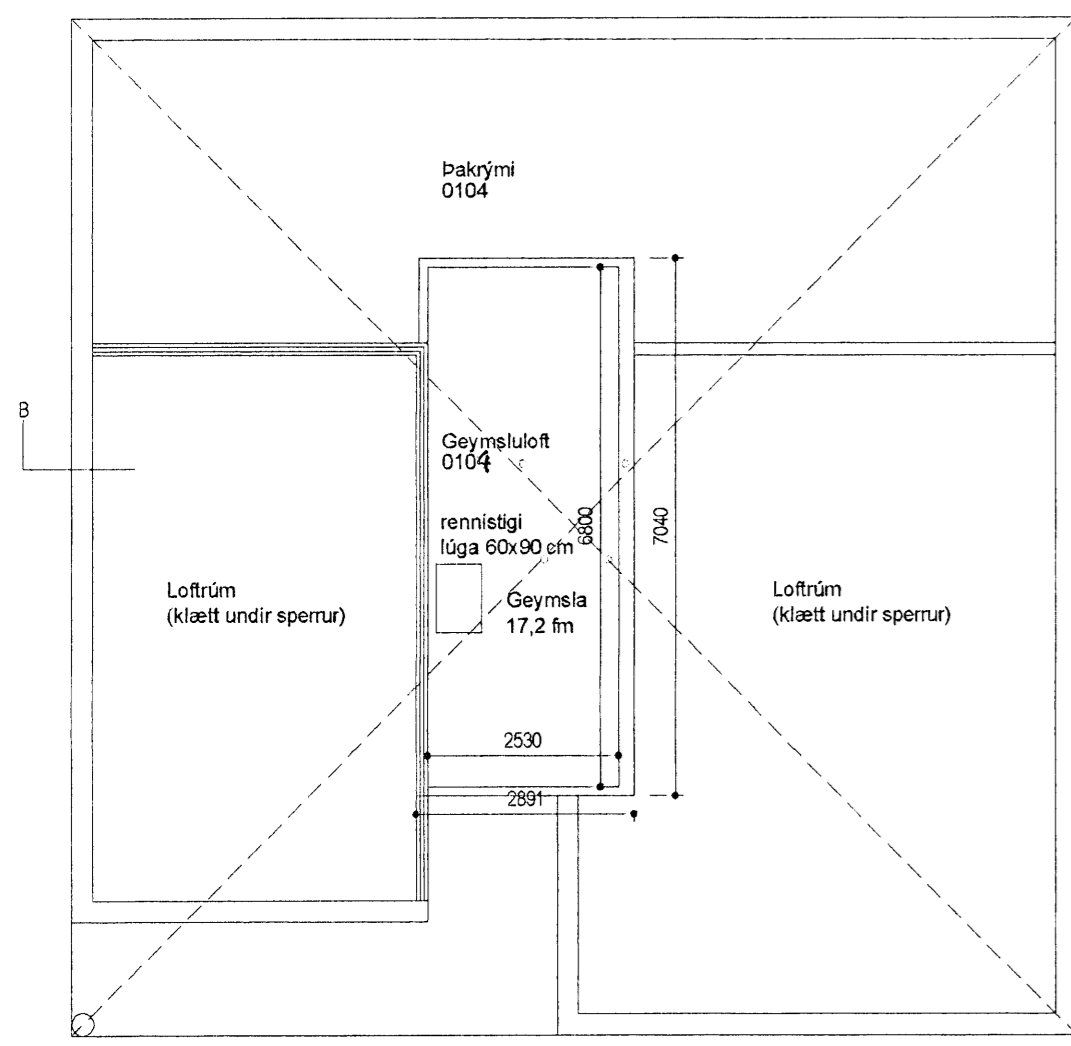 Þakrými
0104
B
Geymsluloft
0104
rennistigi
lúga 60x90 cm
6800
7040
Loftrúm
(klætt undir sperrur)
Geymsla
17,2 fm
Loftrúm
(klætt undir sperrur)
2530
2891